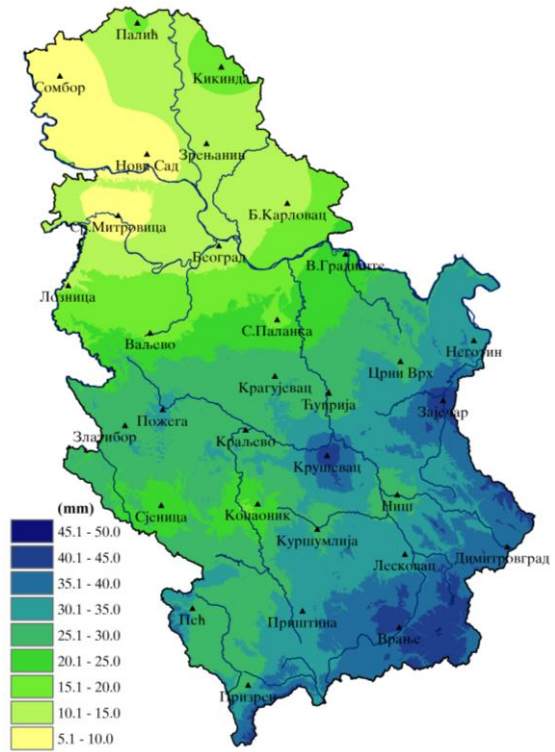 Палић
Кикинда
Сомбор
Зрењанин
Нови Сад
Б.Карловац
Ср.Митровица
Београд
В.Градиште
Лозница
С.Паланка
Ваљево
Неготин
Црни Врх
Крагујевац
Ћуприја
Зајечар
Пожега
Златибор
Краљево
Крушевац
Ниш
Копаоник
Сјеница
Куршумлија
Димитровград
Лесковац
Пећ
Приштина
Врање
Призрен
(mm)
45.1 - 50.0
40.1 - 45.0
35.1 - 40.0
30.1 - 35.0
25.1 - 30.0
20.1 - 25.0
15.1 - 20.0
10.1 - 15.0
5.1 - 10.0